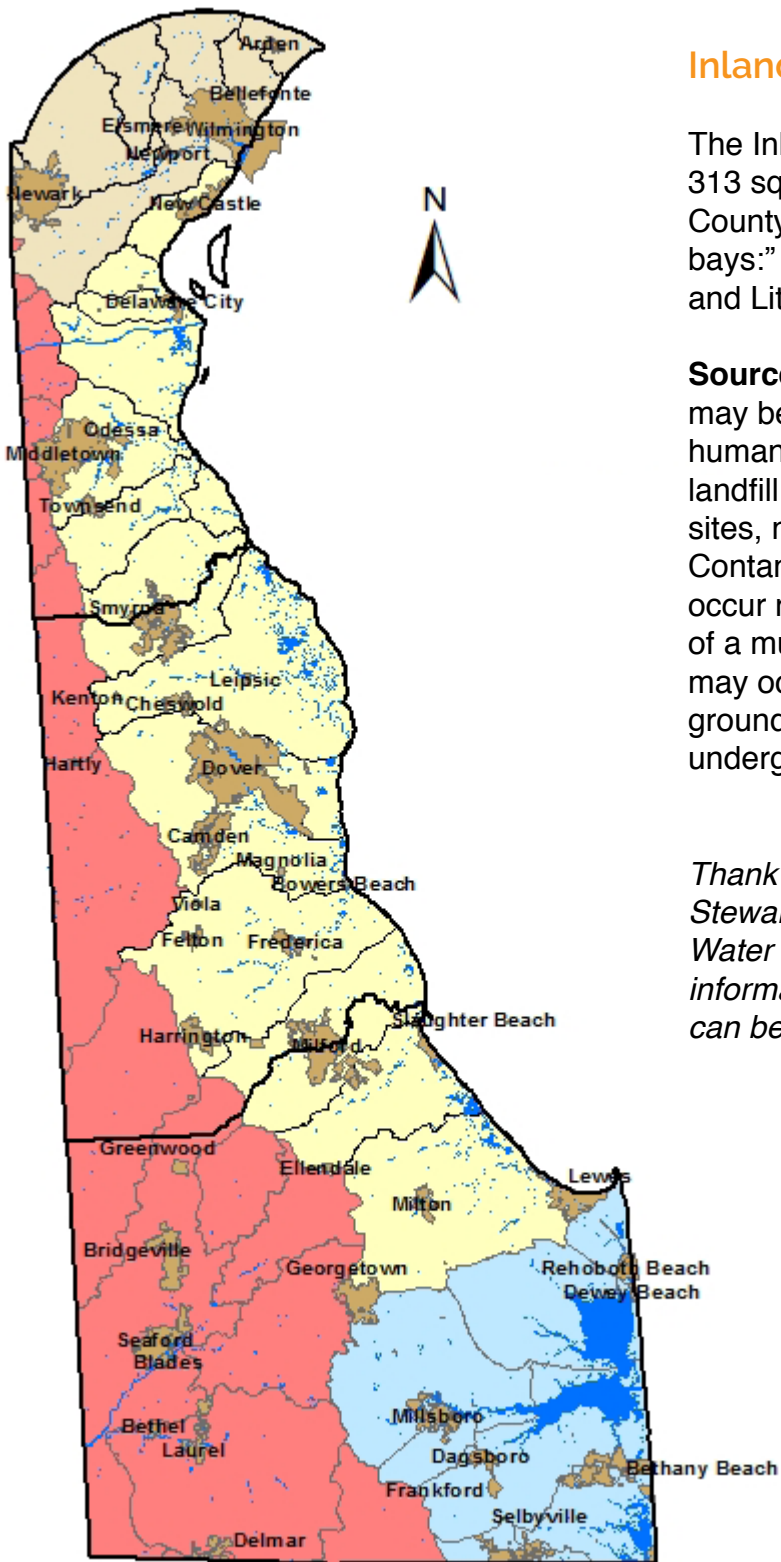 Arden
Bellefonte
Elsmere
Wilmington
Newport
Newark
New Castle
N
Delaware City
Odessa
Middletown
Townsend
Smyrna
Leipsic
Kenton
Cheswold
Hartly
Dover
Camden
Magnolia
Bowers Beach
Viola
Felton
Frederica
Slaughter Beach
Harrington
Milford
Greenwood
Ellendale
Lewes
Milton
Bridgeville
Georgetown
Rehoboth Beach
Dewey Beach
Seaford
Blades
Millsboro
Bethel
Laurel
Dagsboro
Bethany Beach
Frankford
Selbyville
Delmar
Inlan
The Inl
313 sq
County
bays:”
and Lit
Source
may be
human
landfill
sites, r
Contar
occur r
of a mu
may oc
ground
underg
Thank
Stewar
Water
informa
can be